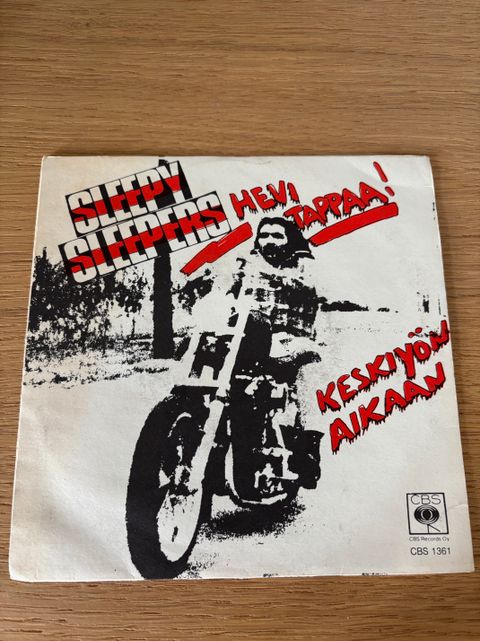 SLEEPY
SLEEPERS
HEVI
TAPPAA!
KESKIYÖN
AIKAAN
CBS
CBS Records Oy
CBS 1361